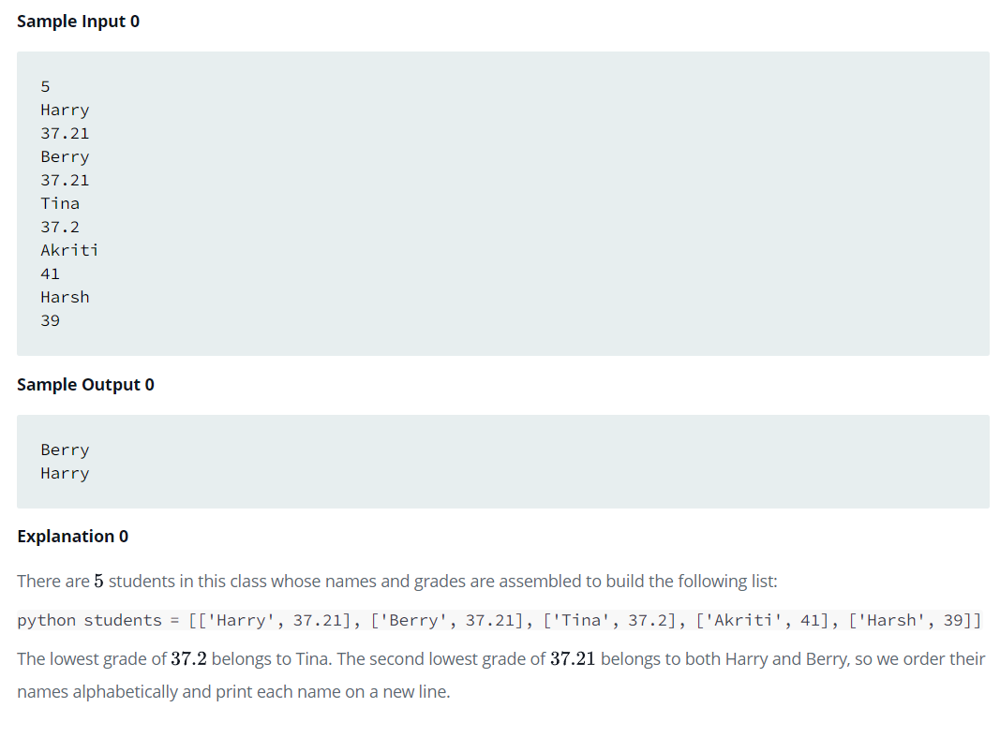 Sample Input 0
5
Harry
37.21
Berry
37.21
Tina
37.2
Akriti
41
Harsh
39
Sample Output 0
Berry
Harry
Explanation 0
There are 5 students in this class whose names and grades are assembled to build the following list:
python students = [['Harry', 37.21], ['Berry', 37.21], ['Tina', 37.2], ['Akriti', 41], ['Harsh', 39]]
The lowest grade of 37.2 belongs to Tina. The second lowest grade of 37.21 belongs to both Harry and Berry, so we order their
names alphabetically and print each name on a new line.